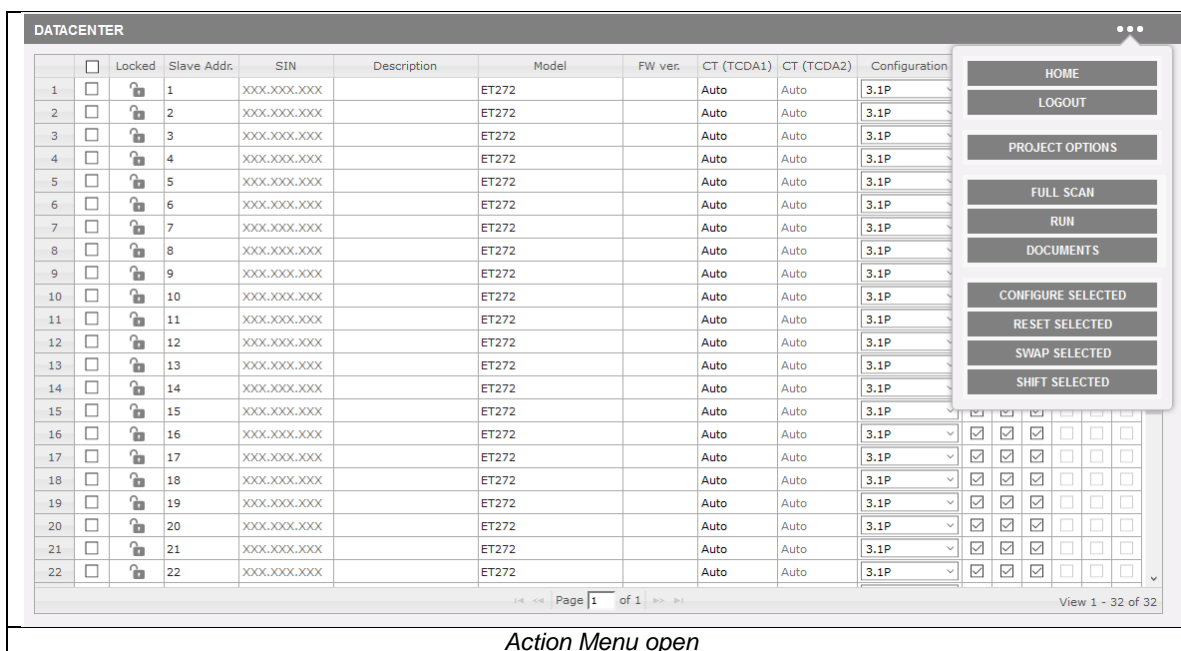 DATACENTER
Locked Slave Addr. SIN Description Model FW ver. CT (TCDA1) CT (TCDA2) Configuration
1 1 XXX.XXX.XXX ET272 Auto Auto 3.1P
2 2 XXX.XXX.XXX ET272 Auto Auto 3.1P
3 3 XXX.XXX.XXX ET272 Auto Auto 3.1P
4 4 XXX.XXX.XXX ET272 Auto Auto 3.1P
5 5 XXX.XXX.XXX ET272 Auto Auto 3.1P
6 6 XXX.XXX.XXX ET272 Auto Auto 3.1P
7 7 XXX.XXX.XXX ET272 Auto Auto 3.1P
8 8 XXX.XXX.XXX ET272 Auto Auto 3.1P
9 9 XXX.XXX.XXX ET272 Auto Auto 3.1P
10 10 XXX.XXX.XXX ET272 Auto Auto 3.1P
11 11 XXX.XXX.XXX ET272 Auto Auto 3.1P
12 12 XXX.XXX.XXX ET272 Auto Auto 3.1P
13 13 XXX.XXX.XXX ET272 Auto Auto 3.1P
14 14 XXX.XXX.XXX ET272 Auto Auto 3.1P
15 15 XXX.XXX.XXX ET272 Auto Auto 3.1P
16 16 XXX.XXX.XXX ET272 Auto Auto 3.1P
17 17 XXX.XXX.XXX ET272 Auto Auto 3.1P
18 18 XXX.XXX.XXX ET272 Auto Auto 3.1P
19 19 XXX.XXX.XXX ET272 Auto Auto 3.1P
20 20 XXX.XXX.XXX ET272 Auto Auto 3.1P
21 21 XXX.XXX.XXX ET272 Auto Auto 3.1P
22 22 XXX.XXX.XXX ET272 Auto Auto 3.1P
HOME
LOGOUT
PROJECT OPTIONS
FULL SCAN
RUN
DOCUMENTS
CONFIGURE SELECTED
RESET SELECTED
SWAP SELECTED
SHIFT SELECTED
Page 1 of 1 View 1 - 32 of 32
Action Menu open